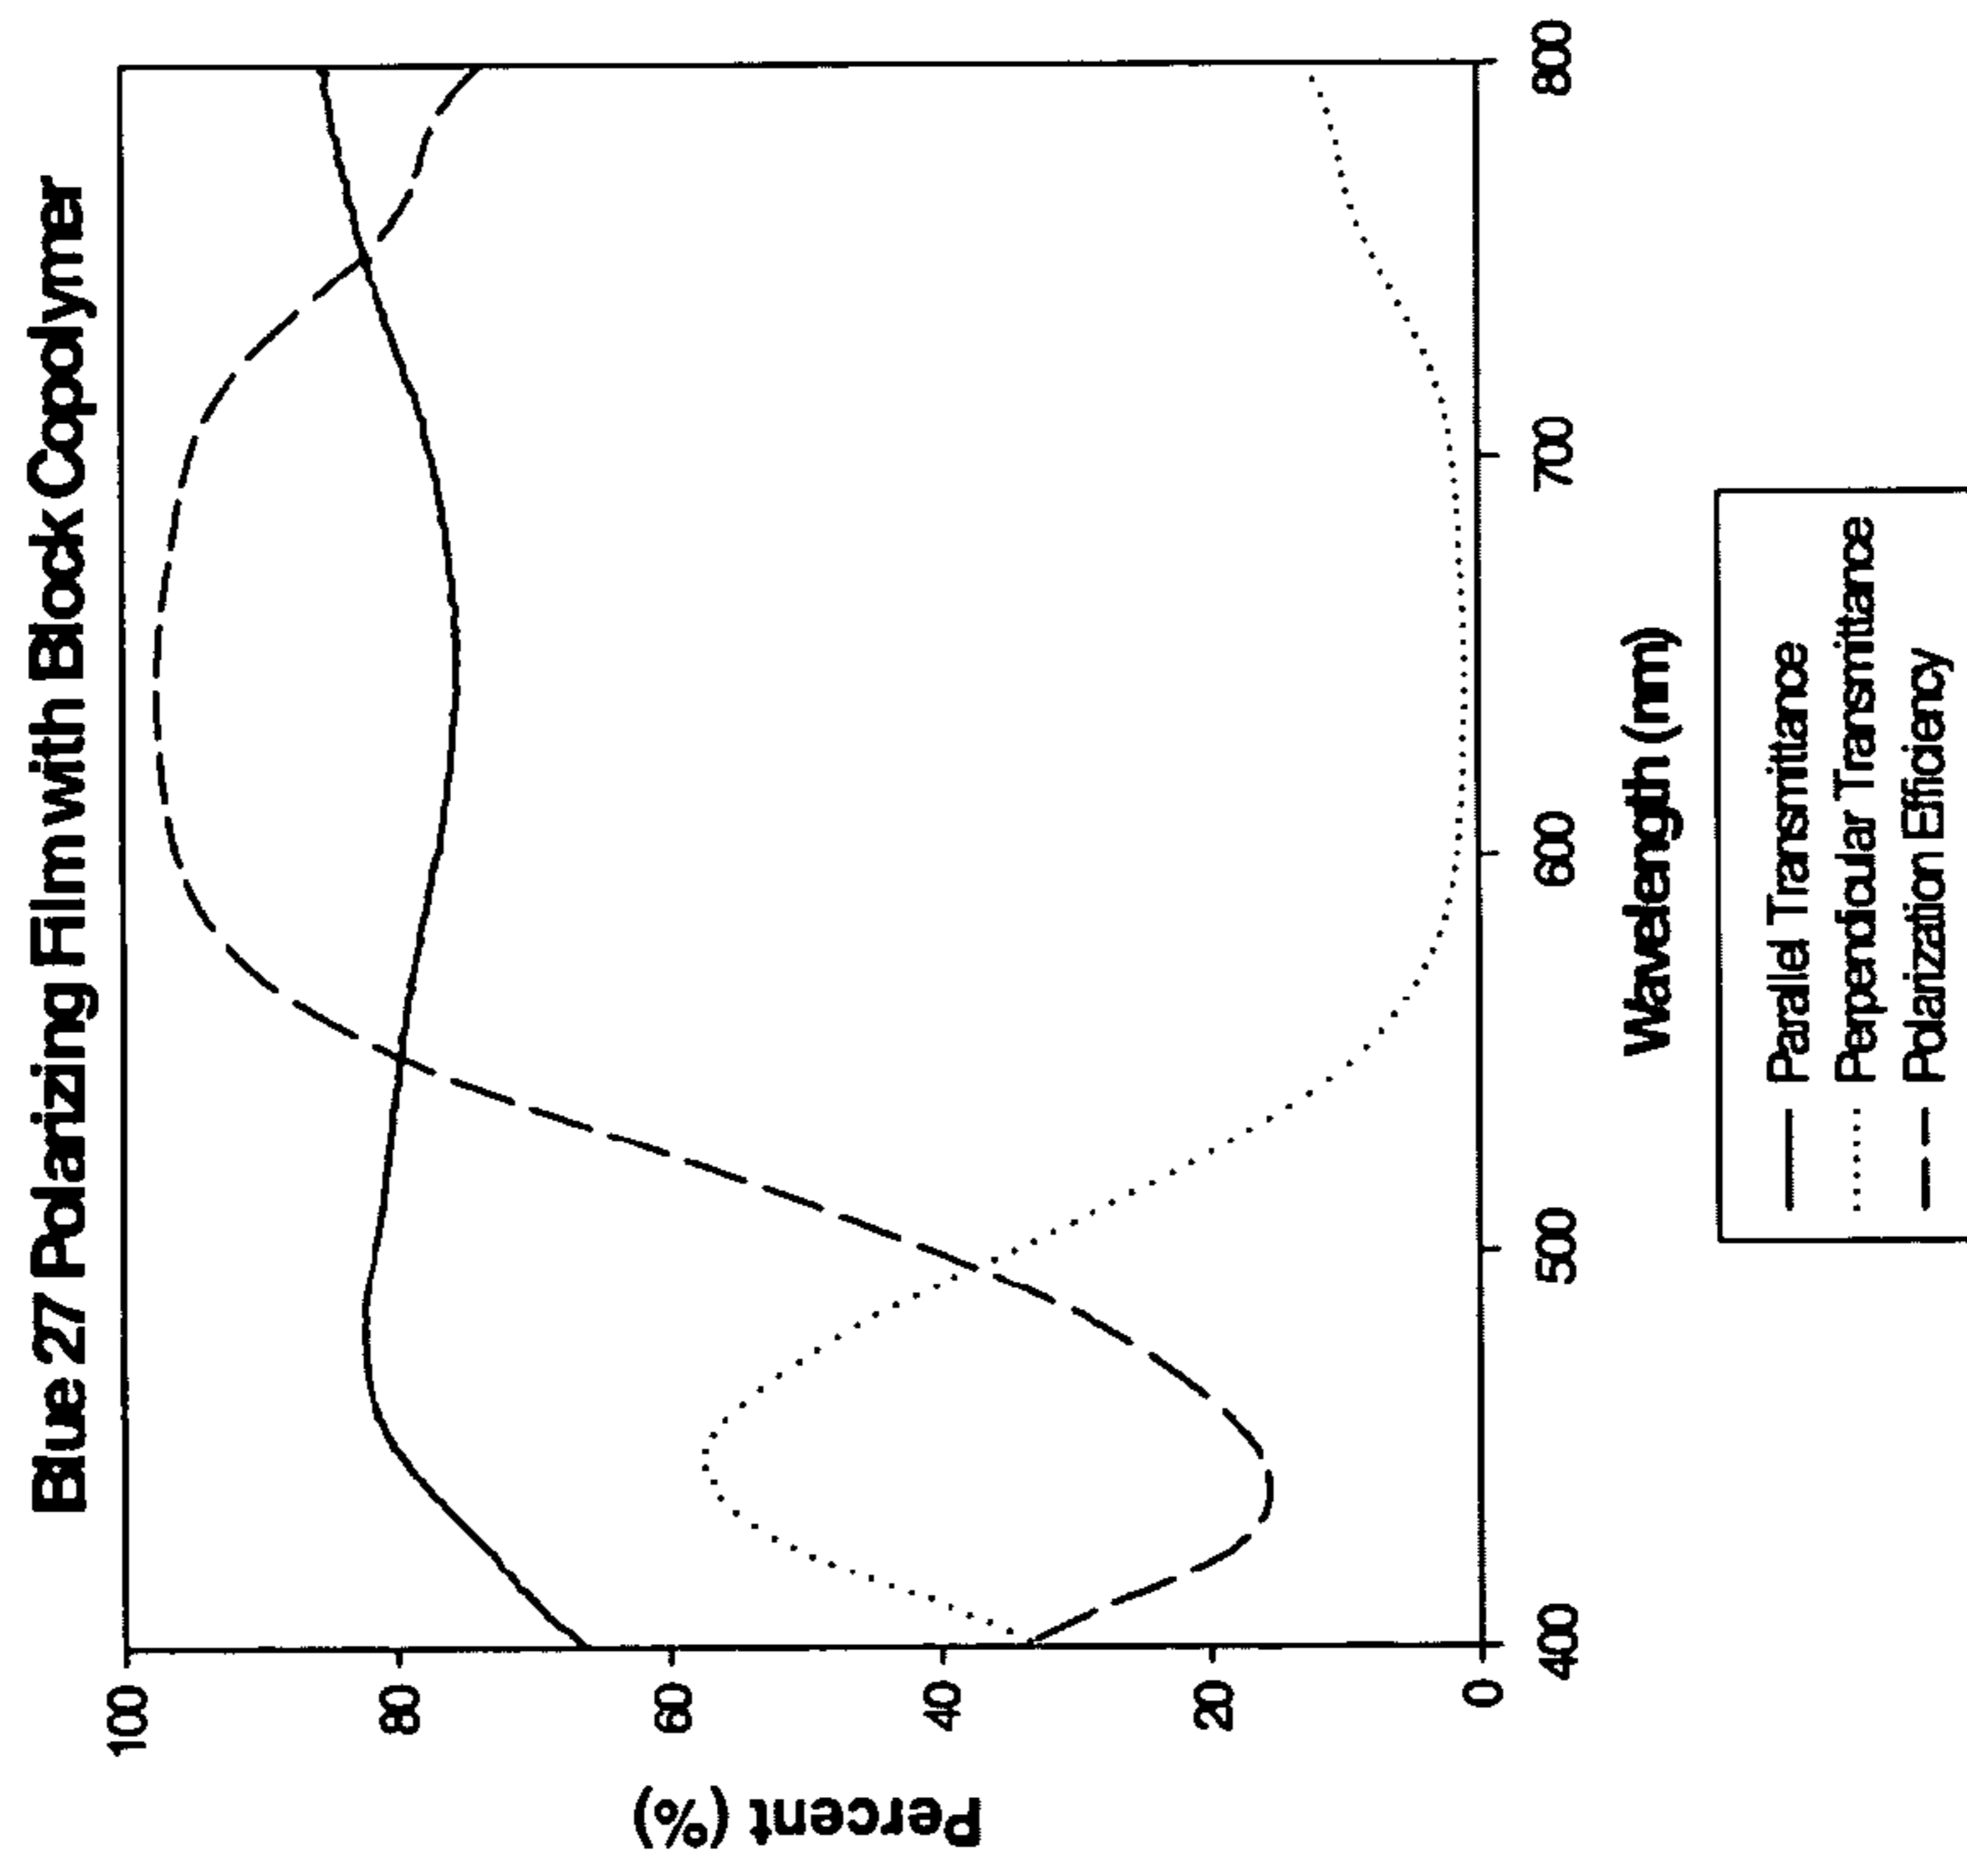 Blue 27 Polarizing Film with Block Copolymer
Percent (%)
100
80
60
40
20
0
400
500
600
700
800
Wavelength (nm)
Parallel Transmittance
Perpendicular Transmittance
Polarization Efficiency